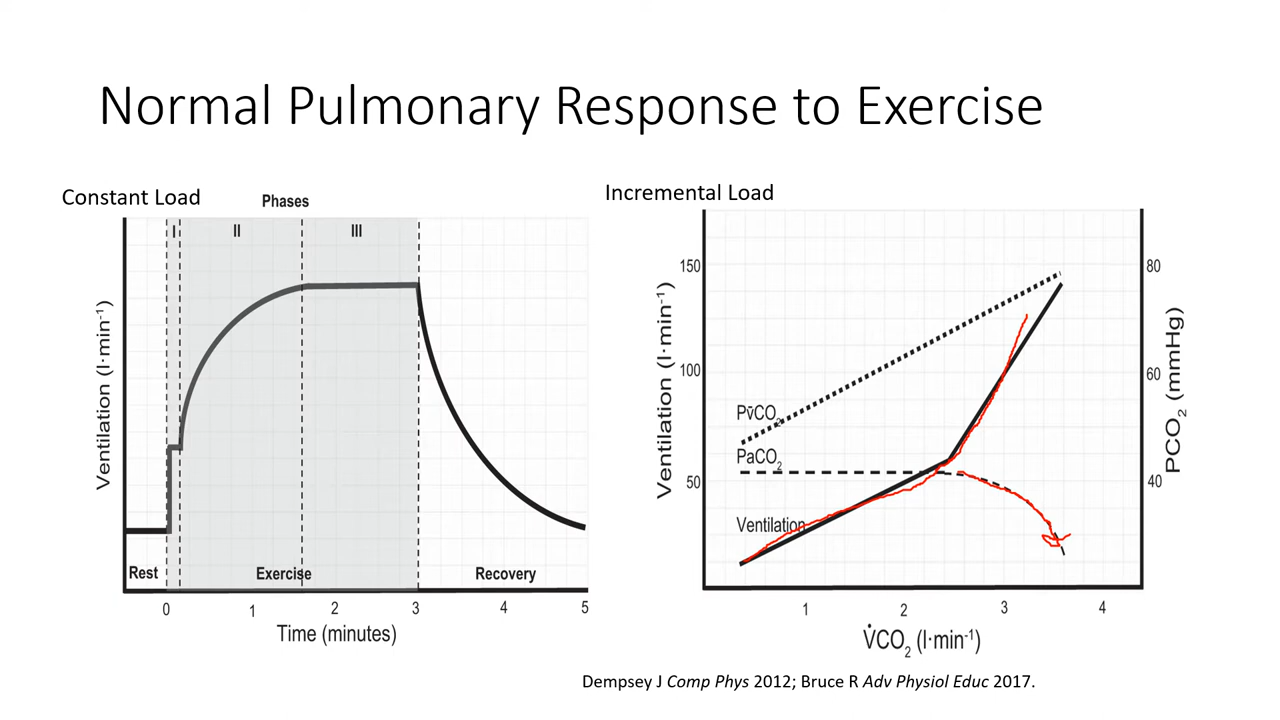 Normal Pulmonary Response to Exercise
Constant Load
Phases
I II III
Ventilation (l·min⁻¹)
Rest Exercise Recovery
0 1 2 3 4 5
Time (minutes)
Incremental Load
150
100
50
Ventilation (l·min⁻¹)
Pv̄CO₂
PaCO₂
Ventilation
80
60
40
PCO₂ (mmHg)
1 2 3 4
V̇CO₂ (l·min⁻¹)
Dempsey J Comp Phys 2012; Bruce R Adv Physiol Educ 2017.